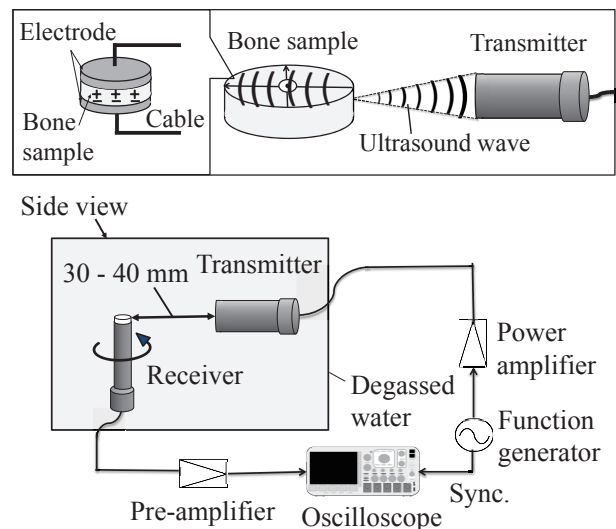 Electrode
Bone
sample
Cable
Bone sample
Transmitter
Ultrasound wave
Side view
30 - 40 mm
Transmitter
Receiver
Degassed
water
Power
amplifier
Function
generator
Sync.
Pre-amplifier
Oscilloscope